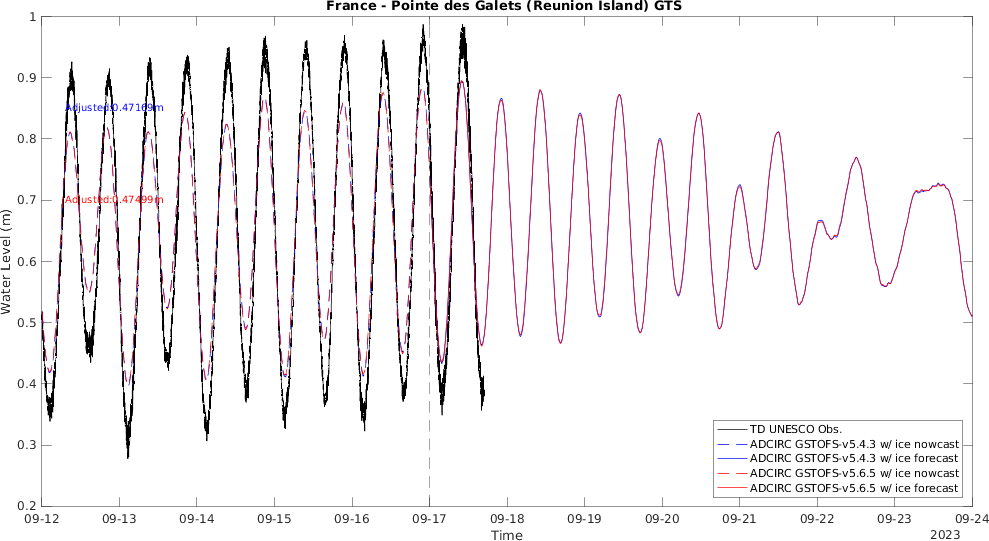 France - Pointe des Galets (Reunion Island) GTS
1
0.9
0.8
0.7
0.6
0.5
0.4
0.3
0.2
Water Level (m)
Adjusted:0.47169m
Adjusted:0.47499m
TD UNESCO Obs.
ADCIRC GSTOFS-v5.4.3 w/ ice nowcast
ADCIRC GSTOFS-v5.4.3 w/ ice forecast
ADCIRC GSTOFS-v5.6.5 w/ ice nowcast
ADCIRC GSTOFS-v5.6.5 w/ ice forecast
09-12 09-13 09-14 09-15 09-16 09-17 09-18 09-19 09-20 09-21 09-22 09-23 09-24
Time
2023